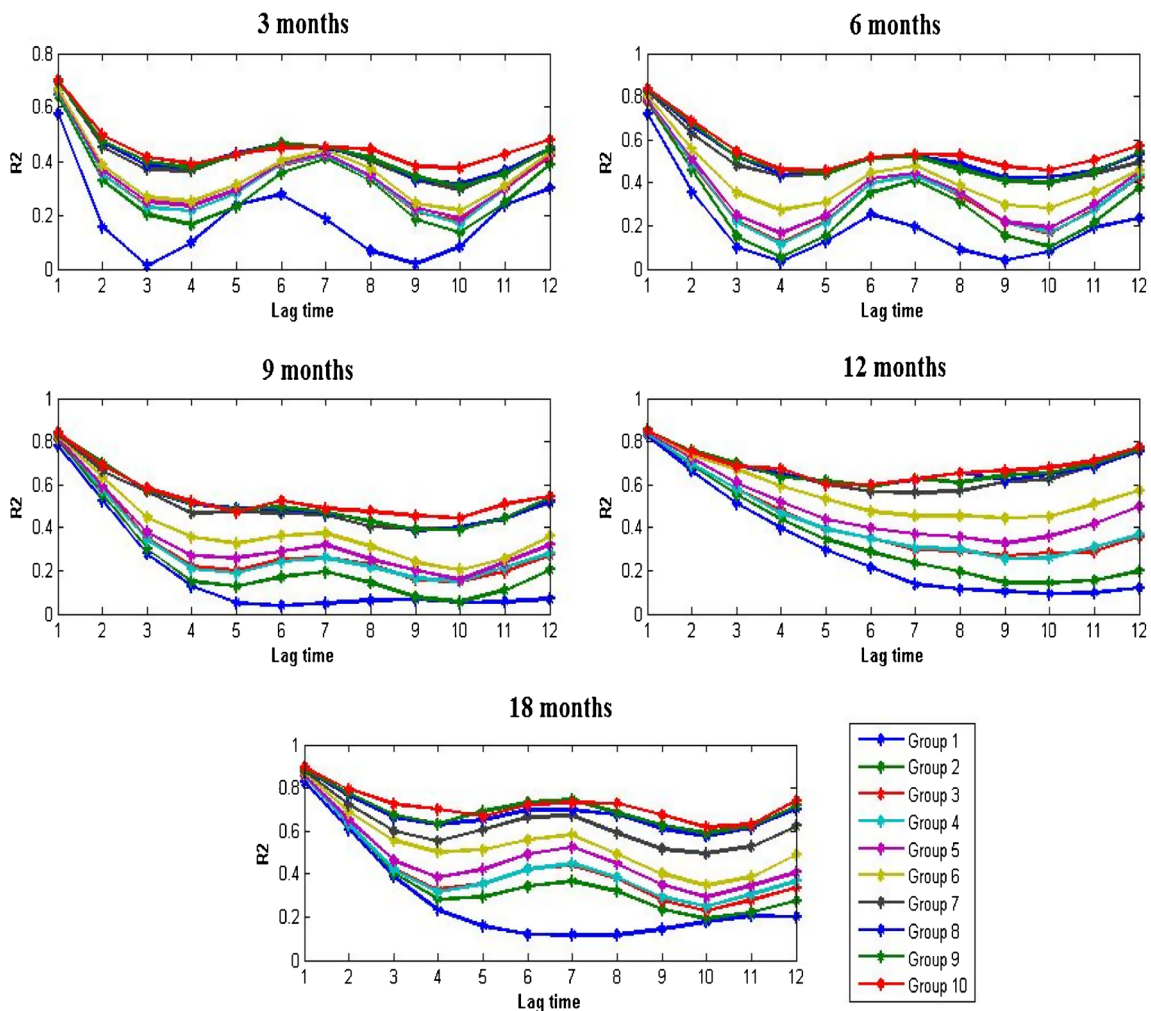 3 months
0.8
0.6
0.4
0.2
0
R2
1 2 3 4 5 6 7 8 9 10 11 12
Lag time
6 months
1
0.8
0.6
0.4
0.2
0
R2
1 2 3 4 5 6 7 8 9 10 11 12
Lag time
9 months
1
0.8
0.6
0.4
0.2
0
R2
1 2 3 4 5 6 7 8 9 10 11 12
Lag time
12 months
1
0.8
0.6
0.4
0.2
0
R2
1 2 3 4 5 6 7 8 9 10 11 12
Lag time
18 months
1
0.8
0.6
0.4
0.2
0
R2
1 2 3 4 5 6 7 8 9 10 11 12
Lag time
Group 1
Group 2
Group 3
Group 4
Group 5
Group 6
Group 7
Group 8
Group 9
Group 10